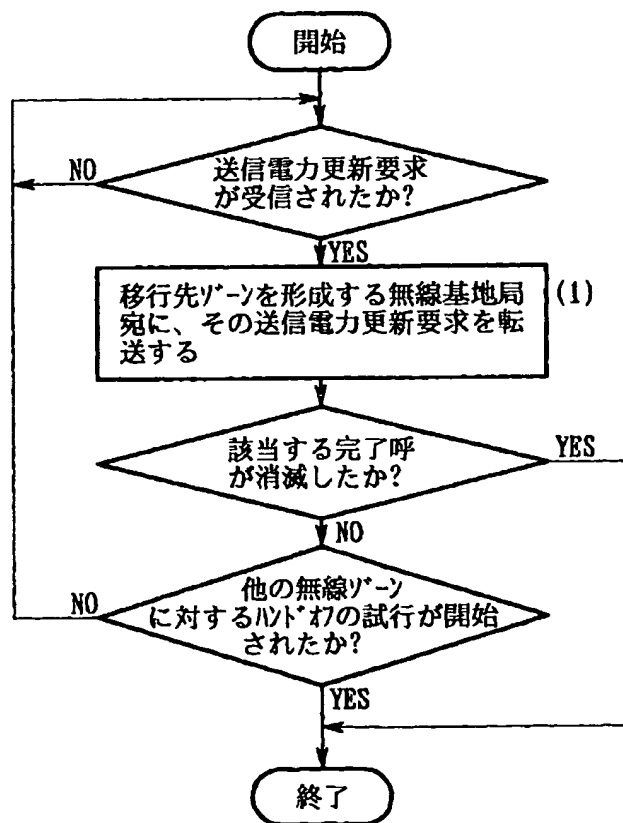 開始
NO
送信電力更新要求
が受信されたか?
YES
移行先ゾーンを形成する無線基地局
宛に、その送信電力更新要求を転
送する
(1)
該当する完了呼
が消滅したか?
YES
NO
他の無線ゾーン
に対するハンドオフの試行が開始
されたか?
NO
YES
終了